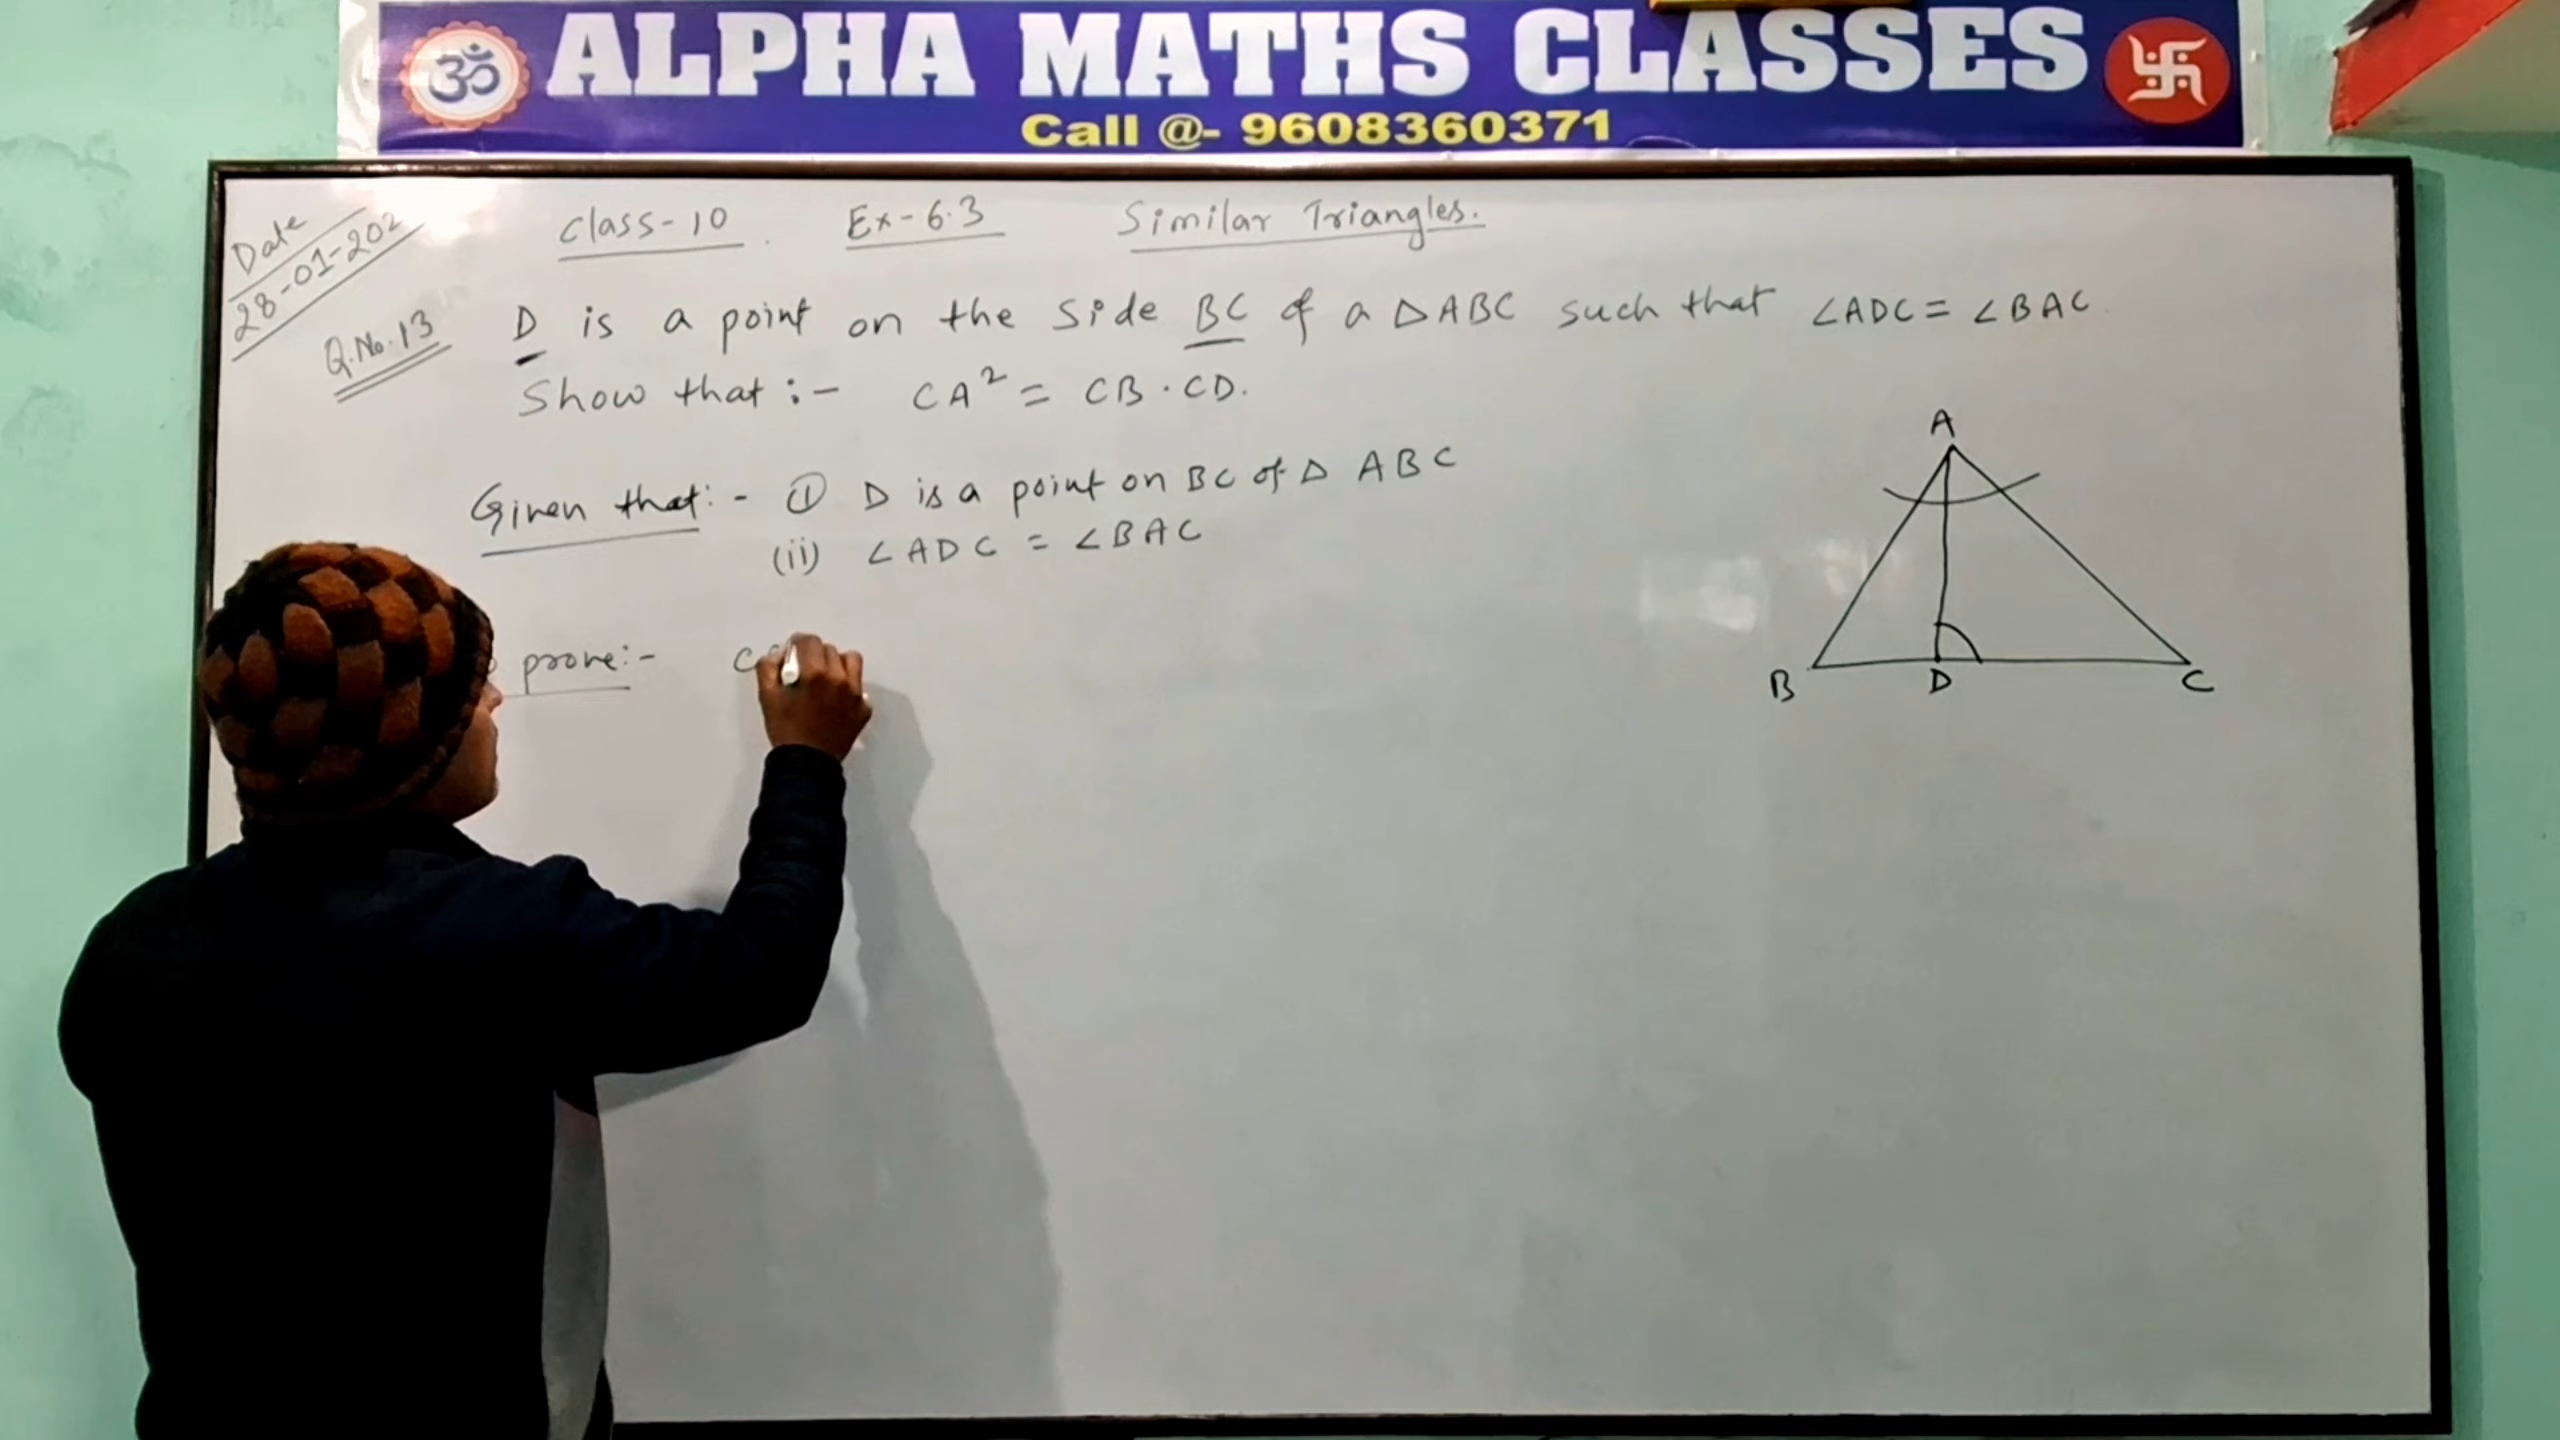 ॐ ALPHA MATHS CLASSES
Call @- 9608360371
Date
28-01-202
Class-10 Ex-6.3 Similar Triangles.
Q.No.13 D is a point on the side BC of a △ABC such that ∠ADC = ∠BAC.
Show that :- CA² = CB·CD.
Given that:- ① D is a point on BC of △ ABC
(ii) ∠ADC = ∠BAC
prove:-
A
B D C